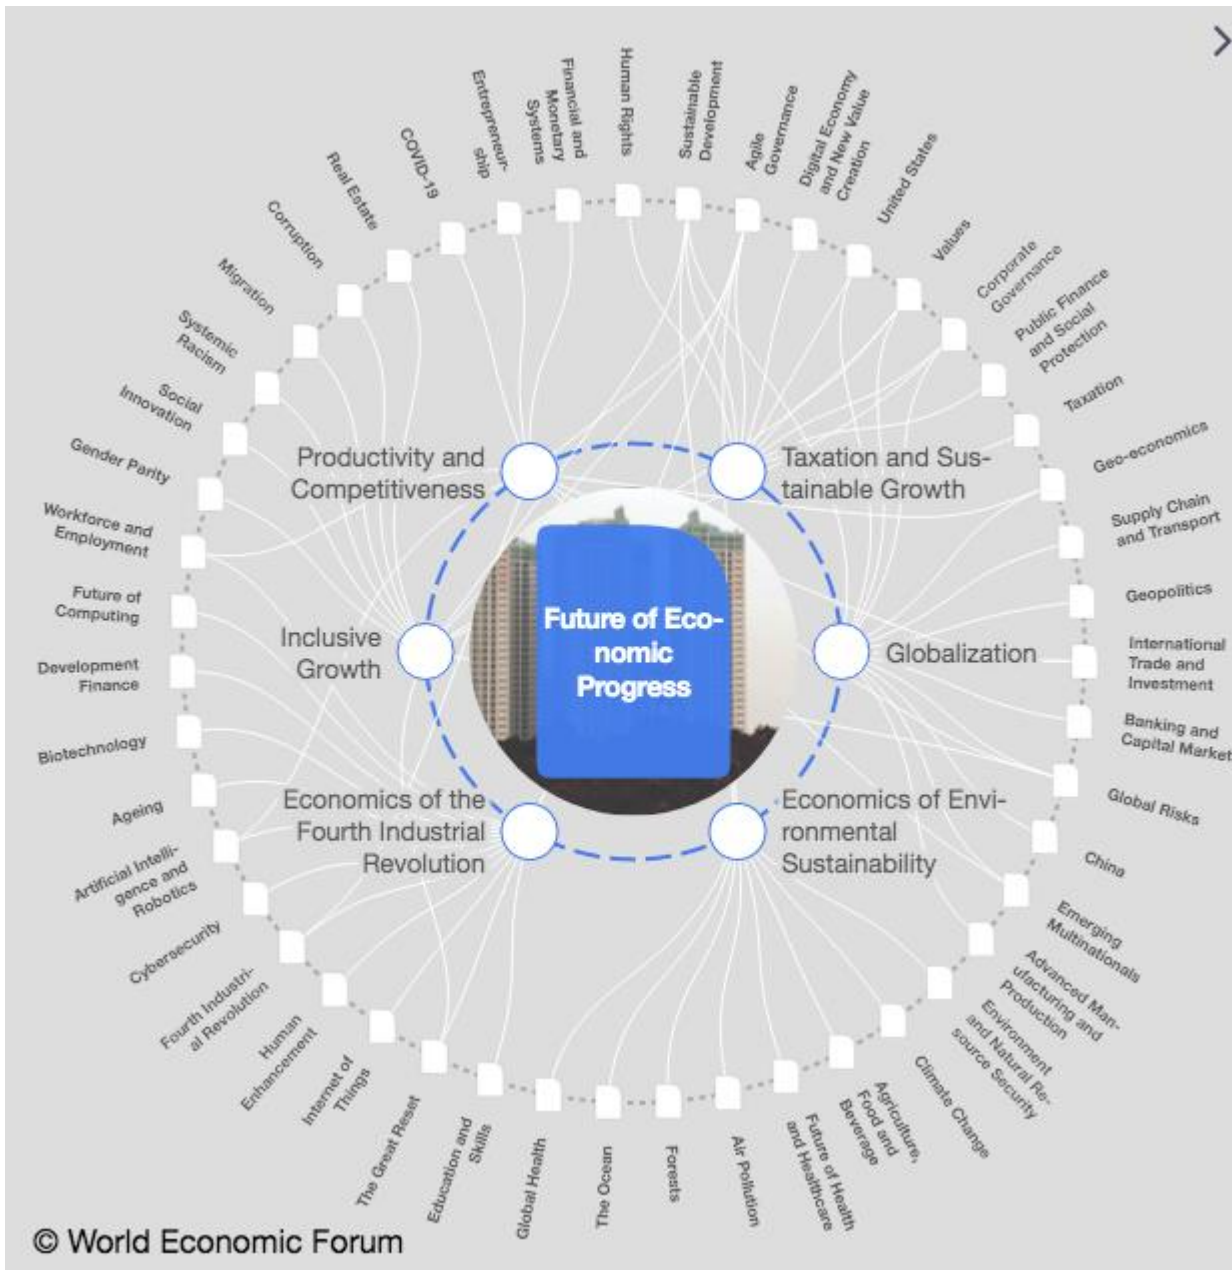 Human Rights
Sustainable
Development
Agile
Governance
Digital Economy
and New Value
Creation
United States
Values
Corporate
Governance
Public Finance
and Social
Protection
Taxation
Geo-economics
Supply Chain
and Transport
Geopolitics
International
Trade and
Investment
Banking and
Capital Market
Global Risks
China
Emerging
Multinationals
Advanced Man-
ufacturing and
Production
Environment
and Natural Re-
source Security
Climate Change
Agriculture,
Food and
Beverage
Future of Health
and Healthcare
Air Pollution
Forests
The Ocean
Global Health
Education and
Skills
The Great Reset
Internet of
Things
Human
Enhancement
Fourth Industri-
al Revolution
Cybersecurity
Artificial Intelli-
gence and
Robotics
Ageing
Biotechnology
Development
Finance
Future of
Computing
Workforce and
Employment
Gender Parity
Social
Innovation
Systemic
Racism
Migration
Corruption
Real Estate
COVID-19
Entrepreneur-
ship
Financial and
Monetary
Systems
Productivity and
Competitiveness
Taxation and Sus-
tainable Growth
Inclusive
Growth
Future of Eco-
nomic
Progress
Globalization
Economics of the
Fourth Industrial
Revolution
Economics of Envi-
ronmental
Sustainability
© World Economic Forum